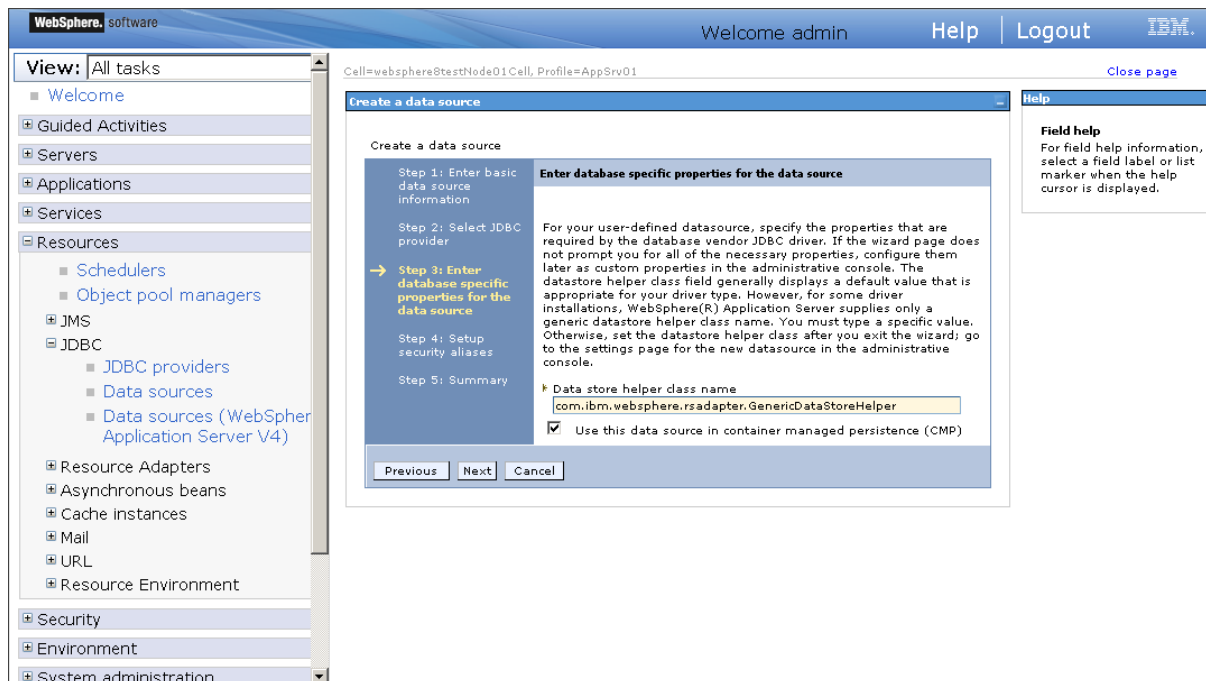 WebSphere. software
Welcome admin
Help
Logout
IBM.
View: All tasks
Welcome
Guided Activities
Servers
Applications
Services
Resources
Schedulers
Object pool managers
JMS
JDBC
JDBC providers
Data sources
Data sources (WebSpher
Application Server V4)
Resource Adapters
Asynchronous beans
Cache instances
Mail
URL
Resource Environment
Security
Environment
System administration
Cell=websphere8testNode01Cell, Profile=AppSrv01
Close page
Create a data source
Create a data source
Step 1: Enter basic
data source
information
Step 2: Select JDBC
provider
Step 3: Enter
database specific
properties for the
data source
Step 4: Setup
security aliases
Step 5: Summary
Enter database specific properties for the data source
For your user-defined datasource, specify the properties that are
required by the database vendor JDBC driver. If the wizard page does
not prompt you for all of the necessary properties, configure them
later as custom properties in the administrative console. The
datastore helper class field generally displays a default value that is
appropriate for your driver type. However, for some driver
installations, WebSphere(R) Application Server supplies only a
generic datastore helper class name. You must type a specific value.
Otherwise, set the datastore helper class after you exit the wizard; go
to the settings page for the new datasource in the administrative
console.
Data store helper class name
com.ibm.websphere.rsadapter.GenericDataStoreHelper
Use this data source in container managed persistence (CMP)
Previous
Next
Cancel
Help
Field help
For field help information,
select a field label or list
marker when the help
cursor is displayed.